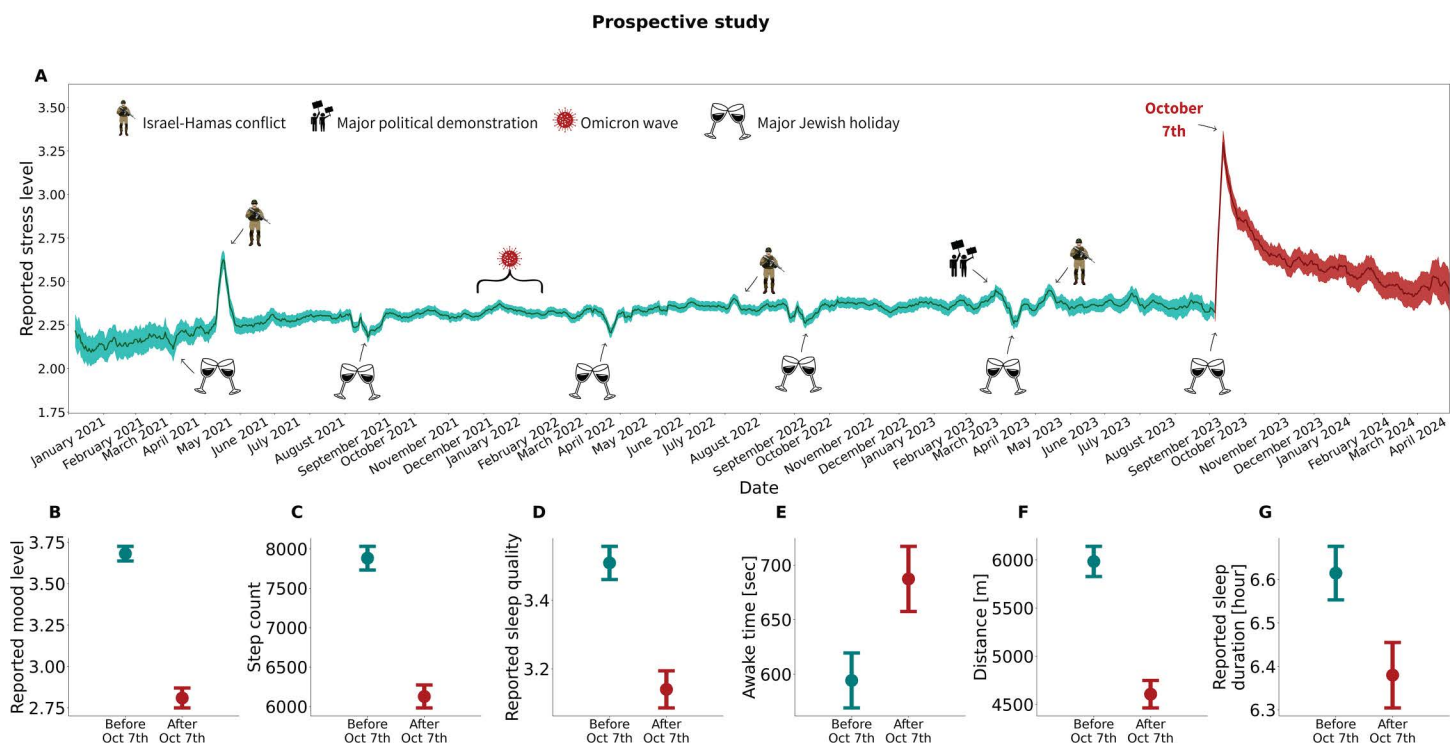 Prospective study
A
Reported stress level
3.50
3.25
3.00
2.75
2.50
2.25
2.00
1.75
Israel-Hamas conflict
Major political demonstration
Omicron wave
Major Jewish holiday
October
7th
January 2021
February 2021
March 2021
April 2021
May 2021
June 2021
July 2021
August 2021
September 2021
October 2021
November 2021
December 2021
January 2022
February 2022
March 2022
April 2022
May 2022
June 2022
July 2022
August 2022
September 2022
October 2022
November 2022
December 2022
January 2023
February 2023
March 2023
April 2023
May 2023
June 2023
July 2023
August 2023
September 2023
October 2023
November 2023
December 2023
January 2024
February 2024
March 2024
April 2024
Date
B
Reported mood level
3.75
3.50
3.25
3.00
2.75
Before
Oct 7th
After
Oct 7th
C
Step count
8000
7500
7000
6500
6000
Before
Oct 7th
After
Oct 7th
D
Reported sleep quality
3.4
3.2
Before
Oct 7th
After
Oct 7th
E
Awake time [sec]
700
650
600
Before
Oct 7th
After
Oct 7th
F
Distance [m]
6000
5500
5000
4500
Before
Oct 7th
After
Oct 7th
G
Reported sleep
duration [hour]
6.6
6.5
6.4
6.3
Before
Oct 7th
After
Oct 7th